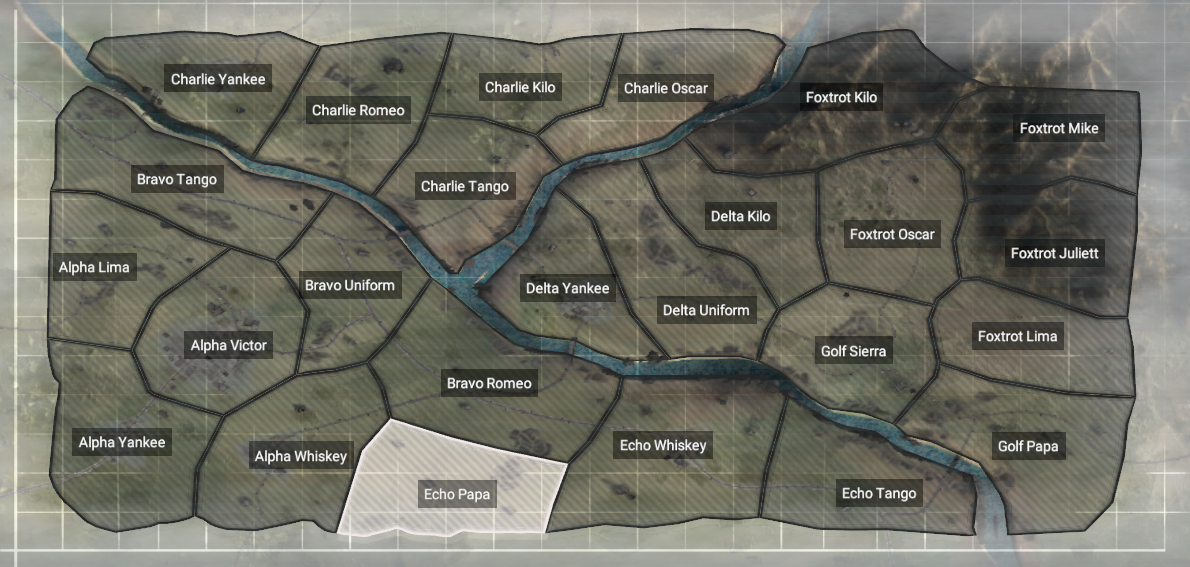 Charlie Yankee
Charlie Romeo
Charlie Kilo
Charlie Oscar
Foxtrot Kilo
Foxtrot Mike
Bravo Tango
Charlie Tango
Delta Kilo
Foxtrot Oscar
Foxtrot Juliett
Alpha Lima
Bravo Uniform
Delta Yankee
Delta Uniform
Foxtrot Lima
Alpha Victor
Golf Sierra
Bravo Romeo
Alpha Yankee
Alpha Whiskey
Echo Whiskey
Golf Papa
Echo Papa
Echo Tango